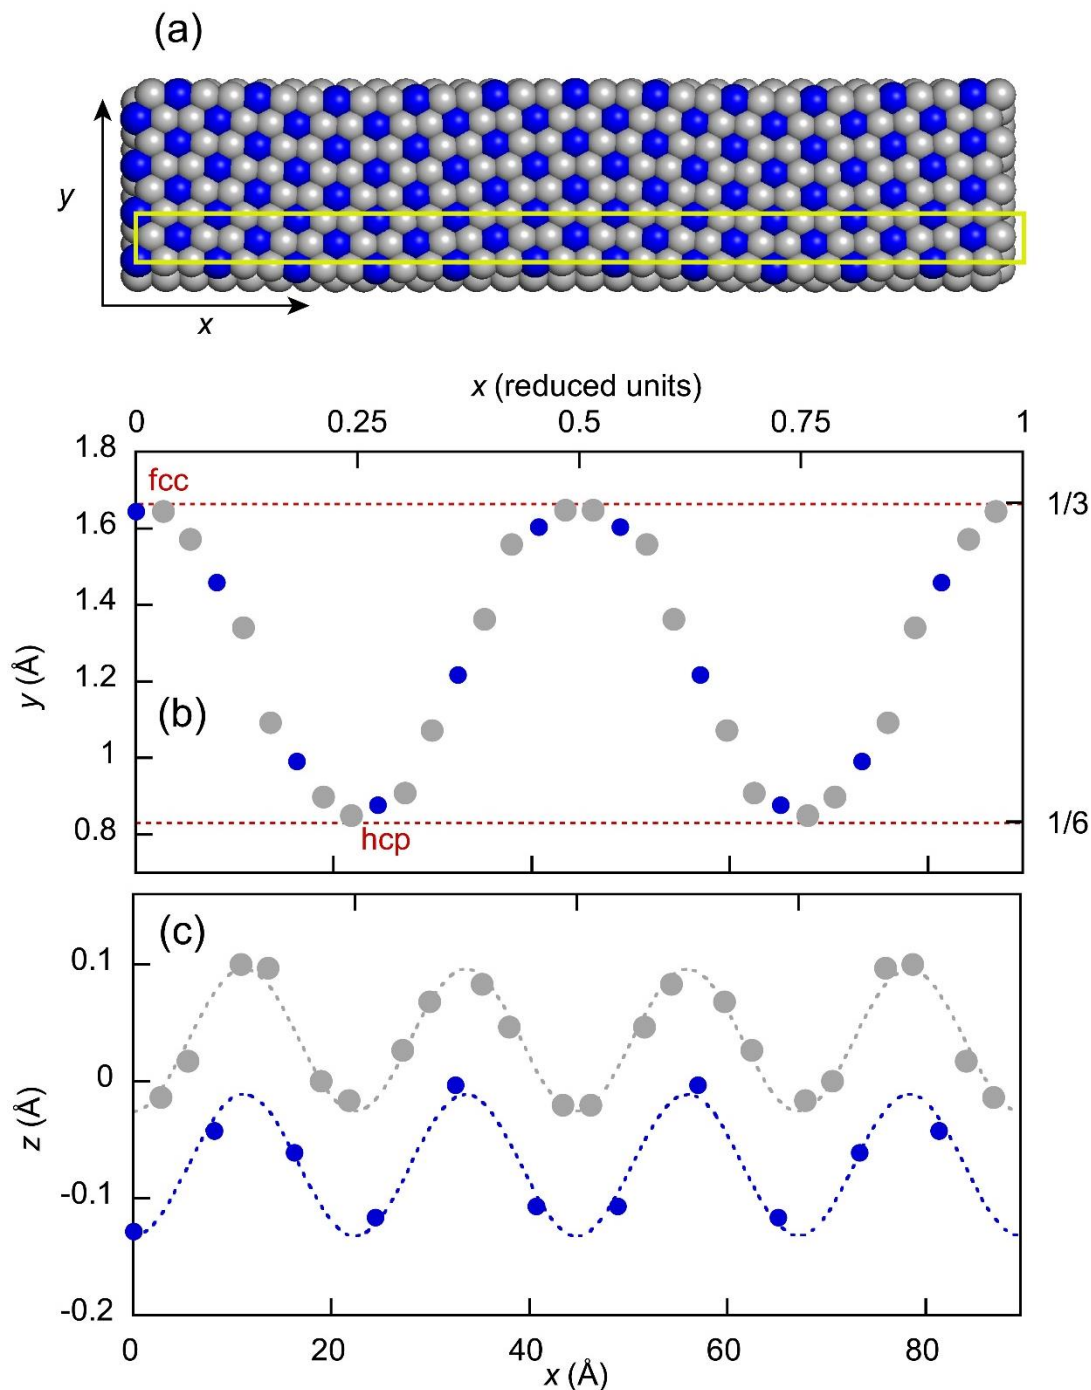 (a)
y
x
x (reduced units)
0 0.25 0.5 0.75 1
1.8
fcc
1/3
1.6
1.4
y (Å)
1.2
(b)
1
0.8
hcp
1/6
(c)
0.1
z (Å)
0
-0.1
-0.2
0 20 40 60 80
x (Å)